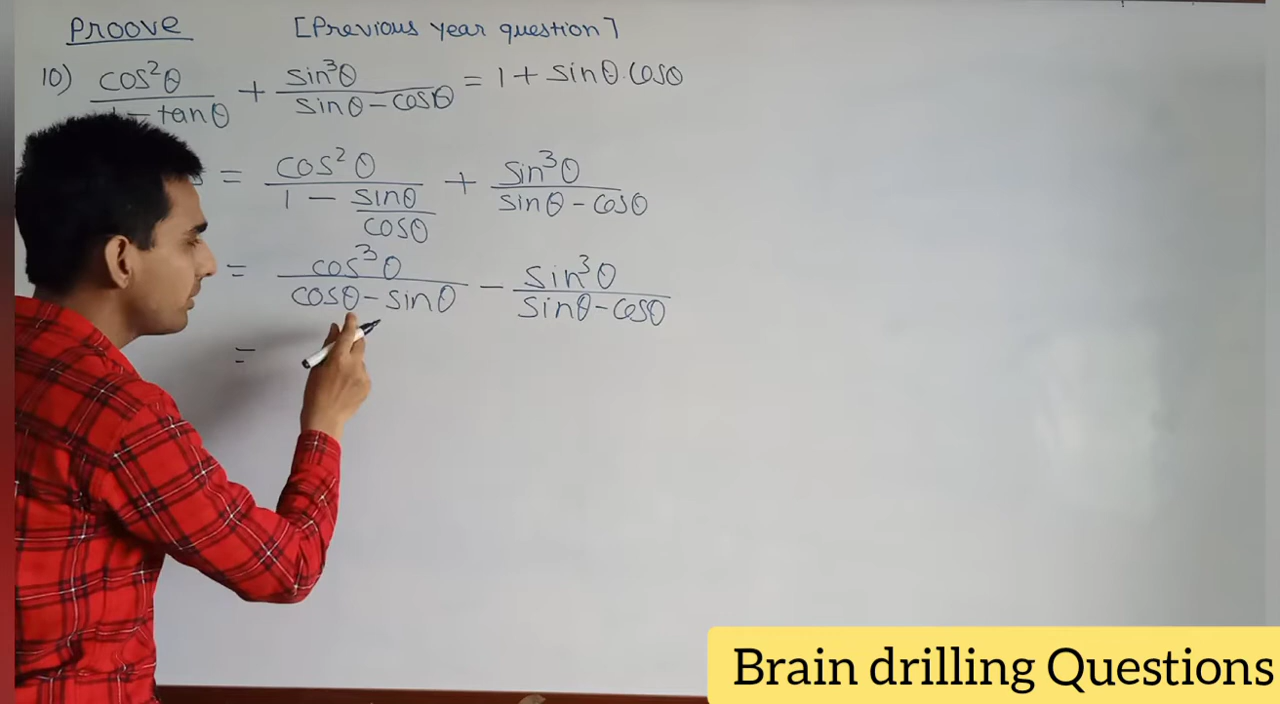 Proove [Previous year question]
10) cos²θ / 1 - tanθ + sin³θ / sinθ - cosθ = 1 + sinθ.cosθ
= cos²θ / 1 - sinθ/cosθ + sin³θ / sinθ - cosθ
= cos³θ / cosθ - sinθ - sin³θ / sinθ - cosθ
=
Brain drilling Questions